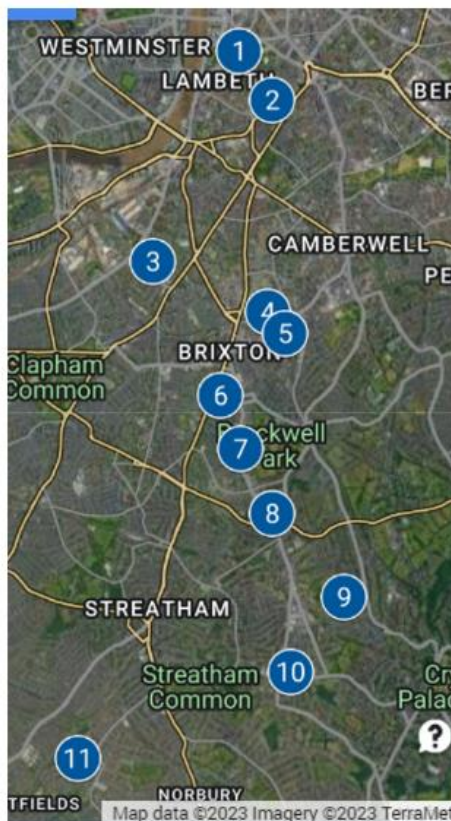 WESTMINSTER
1
LAMBETH
2
BER
3
CAMBERWELL
PE
4
5
BRIXTON
Clapham
Common
6
Brockwell
Park
7
8
9
STREATHAM
10
Streatham
Common
Cry
Palac
?
11
TFIELDS
NORBURY
Map data ©2023 Imagery ©2023 TerraMet